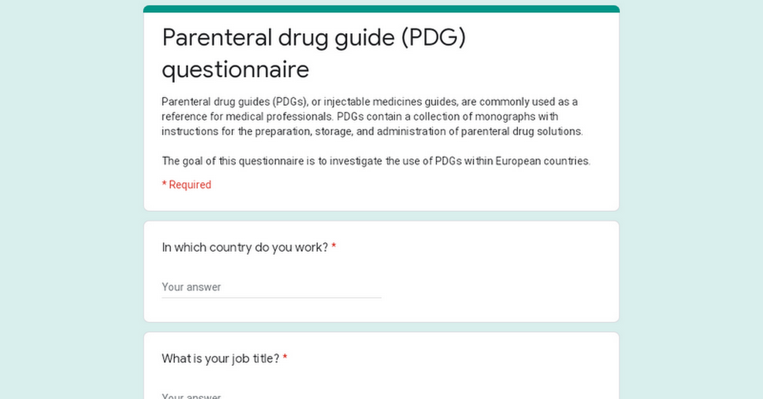 Parenteral drug guide (PDG)
questionnaire
Parenteral drug guides (PDGs), or injectable medicines guides, are commonly used as a
reference for medical professionals. PDGs contain a collection of monographs with
instructions for the preparation, storage, and administration of parenteral drug solutions.
The goal of this questionnaire is to investigate the use of PDGs within European countries.
* Required
In which country do you work? *
Your answer
What is your job title? *
Your answer